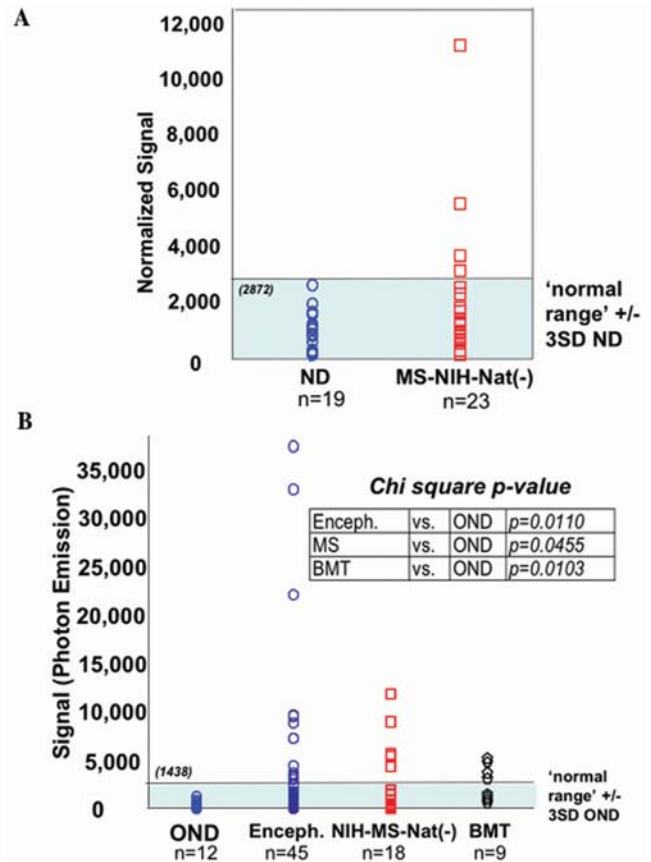 A
12,000
10,000
8,000
6,000
4,000
2,000
0
Normalized Signal
(2872)
'normal
range' +/-
3SD ND
ND
n=19
MS-NIH-Nat(-)
n=23
B
35,000
30,000
25,000
20,000
15,000
10,000
5,000
0
Signal (Photon Emission)
Chi square p-value
Enceph. vs. OND p=0.0110
MS vs. OND p=0.0455
BMT vs. OND p=0.0103
(1438)
'normal
range' +/-
3SD OND
OND Enceph. NIH-MS-Nat(-) BMT
n=12 n=45 n=18 n=9